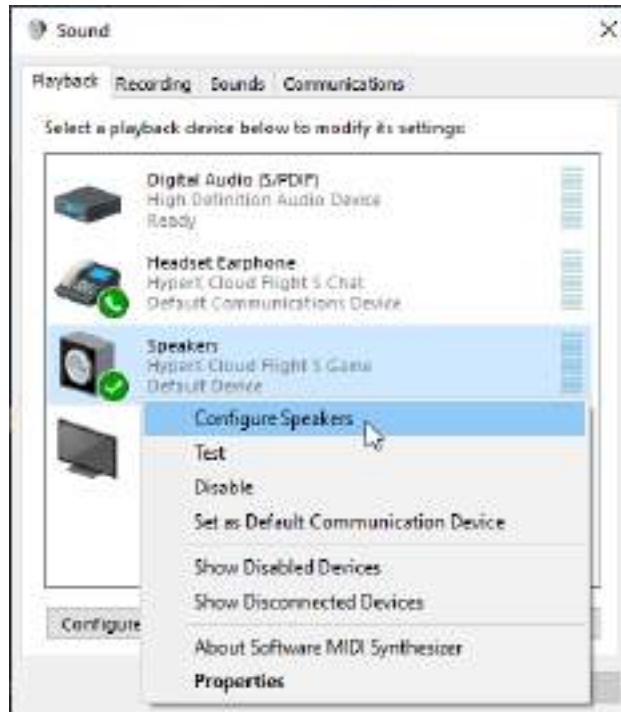 Sound
Playback Recording Sounds Communications
Select a playback device below to modify its settings:
Digital Audio (S/PDIF)
High Definition Audio Device
Ready
Headset Earphone
HyperX Cloud Flight S Chat
Default Communications Device
Speakers
HyperX Cloud Flight S Game
Default Device
Configure Speakers
Test
Disable
Set as Default Communication Device
Show Disabled Devices
Show Disconnected Devices
Configure
About Software MIDI Synthesizer
Properties